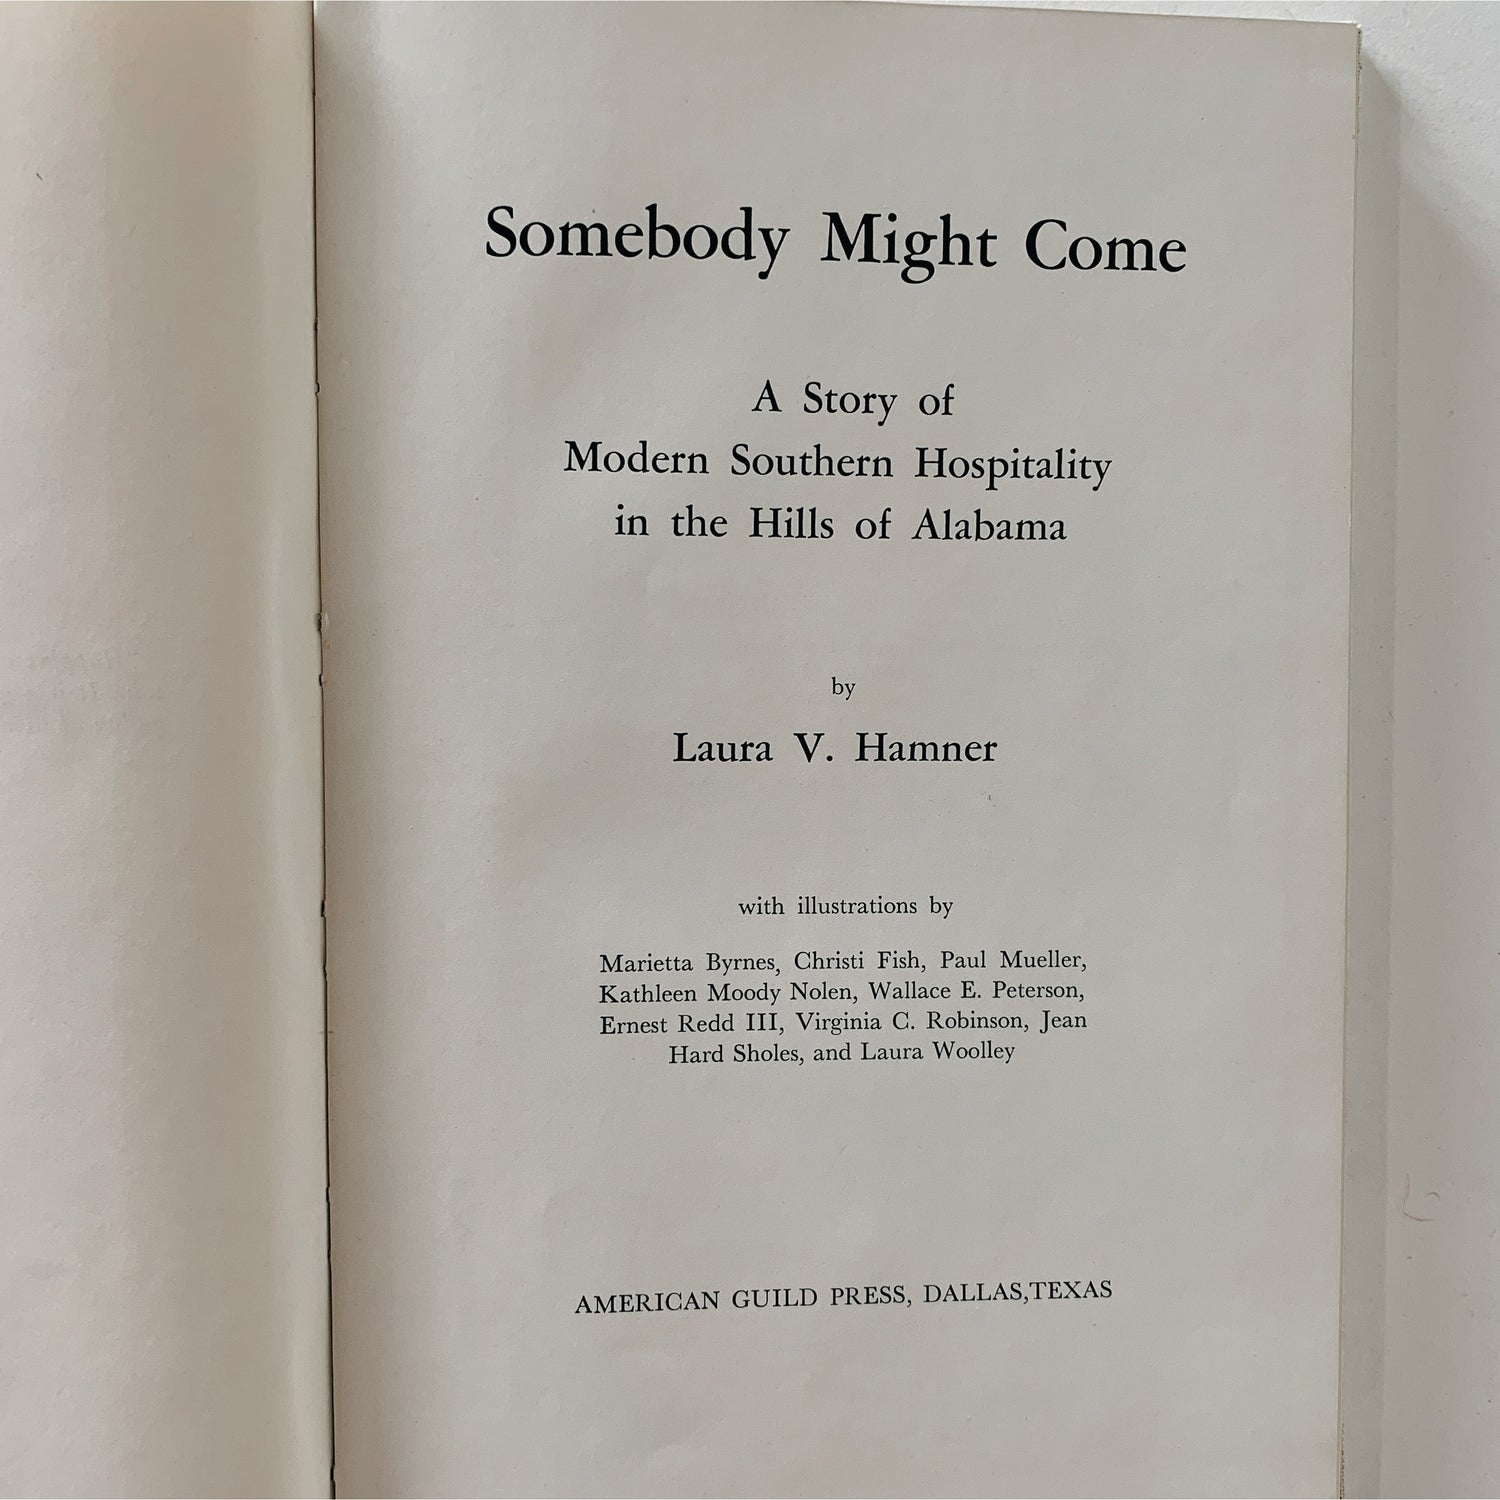 Somebody Might Come
A Story of
Modern Southern Hospitality
in the Hills of Alabama
by
Laura V. Hamner
with illustrations by
Marietta Byrnes, Christi Fish, Paul Mueller,
Kathleen Moody Nolen, Wallace E. Peterson,
Ernest Redd III, Virginia C. Robinson, Jean
Hard Sholes, and Laura Woolley
AMERICAN GUILD PRESS, DALLAS,TEXAS